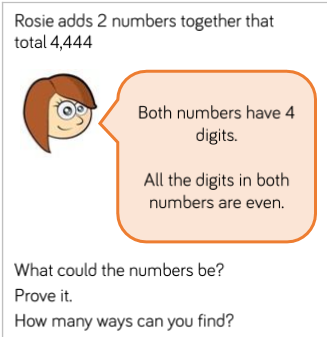 Rosie adds 2 numbers together that
total 4,444
Both numbers have 4
digits.
All the digits in both
numbers are even.
What could the numbers be?
Prove it.
How many ways can you find?